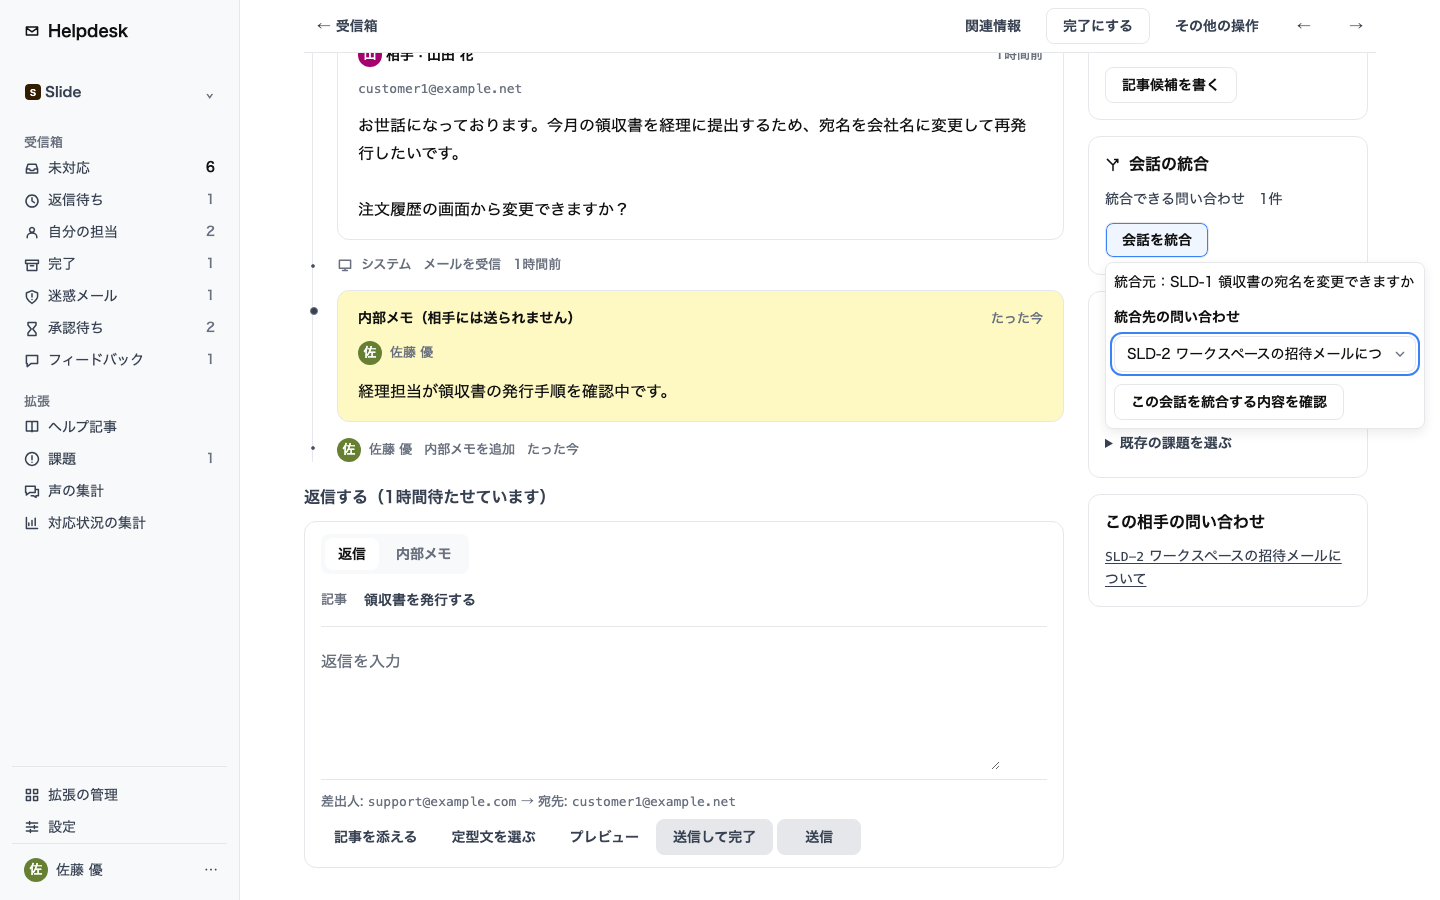 Helpdesk
S Slide
受信箱
未対応 6
返信待ち 1
自分の担当 2
完了 1
迷惑メール 1
承認待ち 2
フィードバック 1
拡張
ヘルプ記事
課題 1
声の集計
対応状況の集計
拡張の管理
設定
佐 佐藤 優 …
← 受信箱
関連情報 完了にする その他の操作 ← →
山 相手：山田 花 1時間前
customer1@example.net
お世話になっております。今月の領収書を経理に提出するため、宛名を会社名に変更して再発
行したいです。
注文履歴の画面から変更できますか？
システム メールを受信 1時間前
内部メモ（相手には送られません） たった今
佐 佐藤 優
経理担当が領収書の発行手順を確認中です。
佐 佐藤 優 内部メモを追加 たった今
返信する（1時間待たせています）
返信 内部メモ
記事 領収書を発行する
返信を入力
差出人: support@example.com → 宛先: customer1@example.net
記事を添える 定型文を選ぶ プレビュー 送信して完了 送信
記事候補を書く
会話の統合
統合できる問い合わせ 1件
会話を統合
統合元：SLD-1 領収書の宛名を変更できますか
統合先の問い合わせ
SLD-2 ワークスペースの招待メールにつ
この会話を統合する内容を確認
▶ 既存の課題を選ぶ
この相手の問い合わせ
SLD-2 ワークスペースの招待メールに
ついて